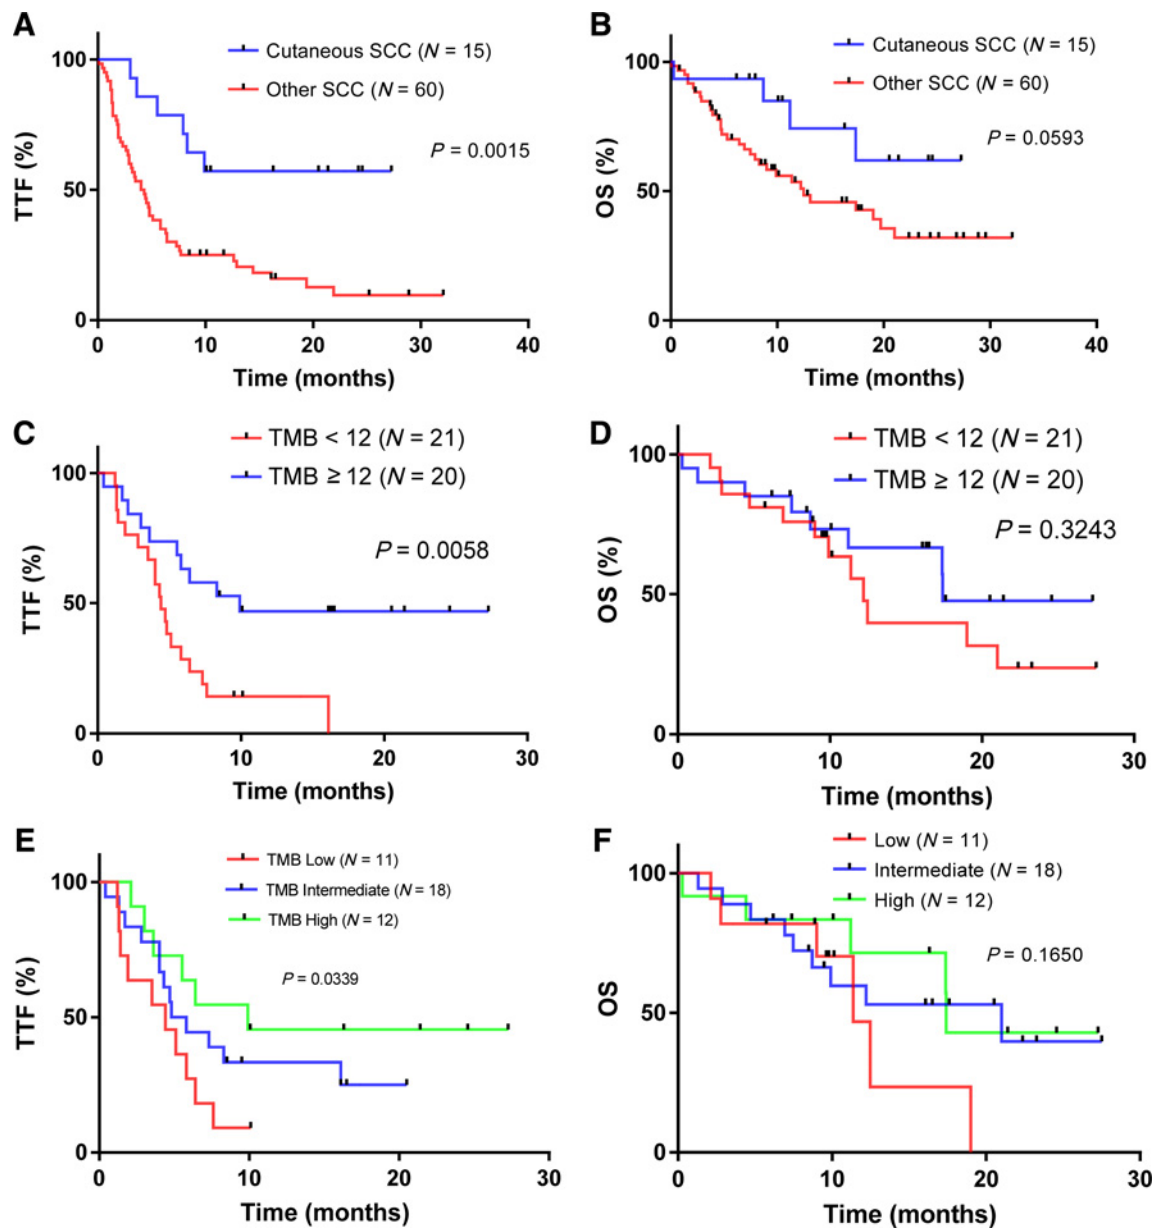 A
Cutaneous SCC (N = 15)
Other SCC (N = 60)
P = 0.0015
TTF (%)
100
50
0
0 10 20 30 40
Time (months)
B
Cutaneous SCC (N = 15)
Other SCC (N = 60)
P = 0.0593
OS (%)
100
50
0
0 10 20 30 40
Time (months)
C
TMB < 12 (N = 21)
TMB ≥ 12 (N = 20)
P = 0.0058
TTF (%)
100
50
0
0 10 20 30
Time (months)
D
TMB < 12 (N = 21)
TMB ≥ 12 (N = 20)
P = 0.3243
OS (%)
100
50
0
0 10 20 30
Time (months)
E
TMB Low (N = 11)
TMB Intermediate (N = 18)
TMB High (N = 12)
P = 0.0339
TTF (%)
100
50
0
0 10 20 30
Time (months)
F
Low (N = 11)
Intermediate (N = 18)
High (N = 12)
P = 0.1650
OS
100
50
0
0 10 20 30
Time (months)